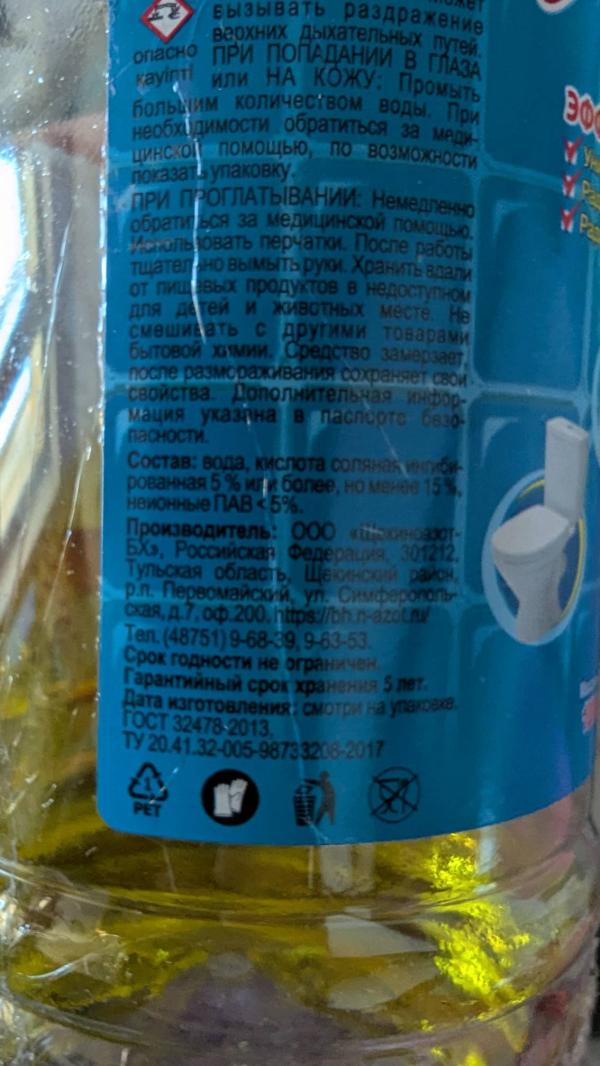 вызывать раздражение
верхних дыхательных путей.
опасно
қауіпті
ПРИ ПОПАДАНИИ В ГЛАЗА
или НА КОЖУ: Промыть
большим количеством воды. При
необходимости обратиться за меди-
цинской помощью, по возможности
показать упаковку.
ПРИ ПРОГЛАТЫВАНИИ: Немедленно
обратиться за медицинской помощью.
Использовать перчатки. После работы
тщательно вымыть руки. Хранить вдали
от пищевых продуктов в недоступном
для детей и животных месте. Не
смешивать с другими товарами
бытовой химии. Средство замерзает,
после размораживания сохраняет свои
свойства. Дополнительная инфор-
мация указана в паспорте безо-
пасности.
Состав: вода, кислота соляная ингиби-
рованная 5 % или более, но менее 15 %,
неионные ПАВ < 5%.
Производитель: ООО «Щекиноазот-
БХ», Российская Федерация, 301212,
Тульская область, Щёкинский район,
р.п. Первомайский, ул. Симферополь-
ская, д.7, оф.200. https://bh.n-azot.ru/
Тел. (48751) 9-68-39, 9-63-53.
Срок годности не ограничен.
Гарантийный срок хранения 5 лет.
Дата изготовления: смотри на упаковке.
ГОСТ 32478-2013.
ТУ 20.41.32-005-98733208-2017
1
PET